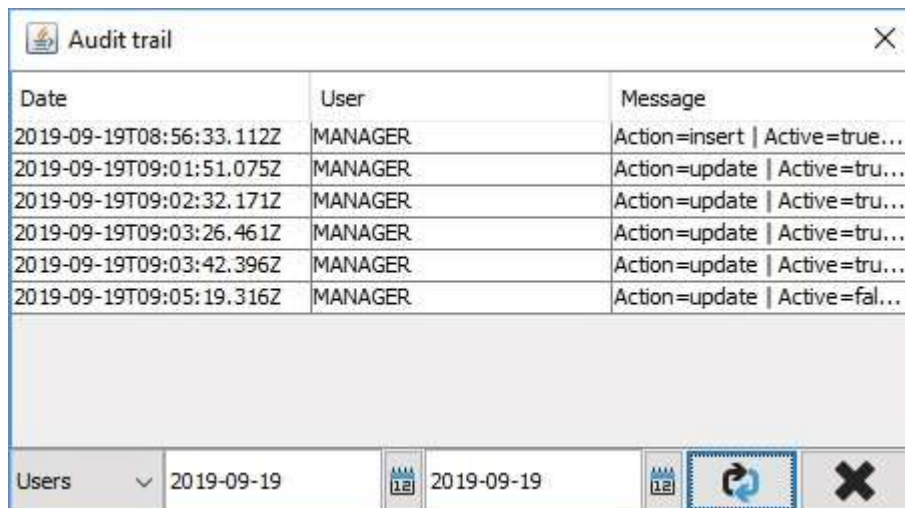 Audit trail
Date User Message
2019-09-19T08:56:33.112Z MANAGER Action=insert | Active=true...
2019-09-19T09:01:51.075Z MANAGER Action=update | Active=tru...
2019-09-19T09:02:32.171Z MANAGER Action=update | Active=tru...
2019-09-19T09:03:26.461Z MANAGER Action=update | Active=tru...
2019-09-19T09:03:42.396Z MANAGER Action=update | Active=tru...
2019-09-19T09:05:19.316Z MANAGER Action=update | Active=fal...
Users 2019-09-19 12 2019-09-19 12